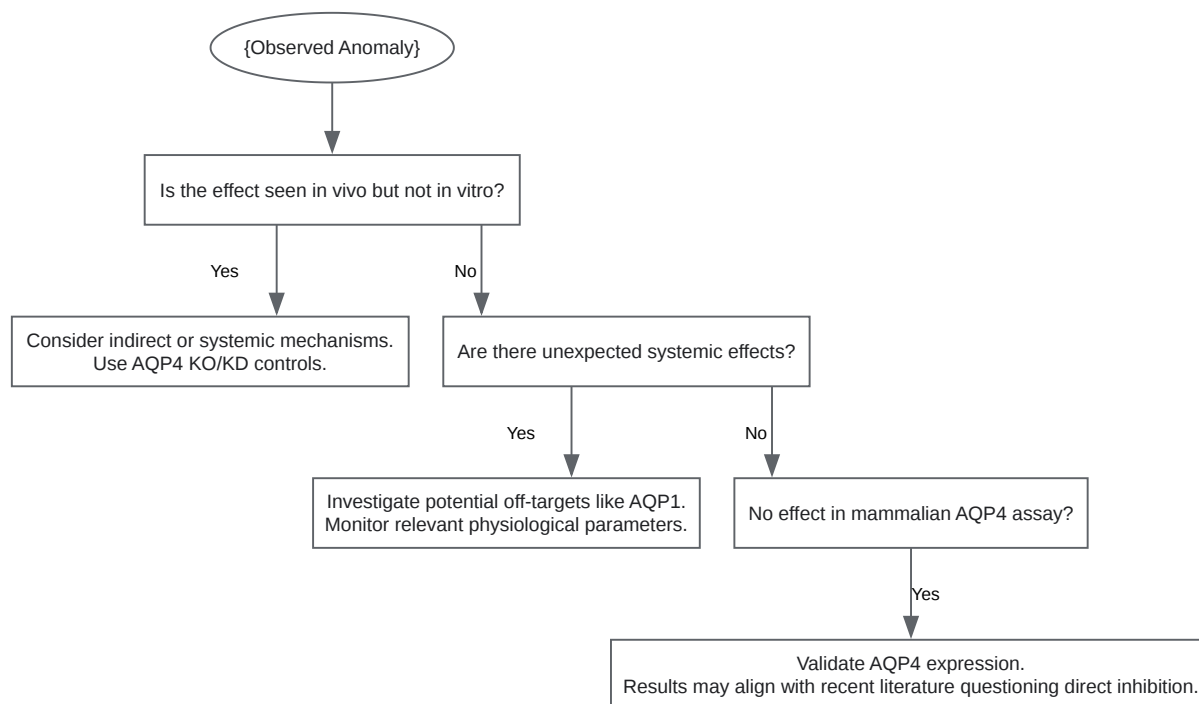 {Observed Anomaly}
Is the effect seen in vivo but not in vitro?
Yes
No
Consider indirect or systemic mechanisms.
Use AQP4 KO/KD controls.
Are there unexpected systemic effects?
Yes
No
Investigate potential off-targets like AQP1.
Monitor relevant physiological parameters.
No effect in mammalian AQP4 assay?
Yes
Validate AQP4 expression.
Results may align with recent literature questioning direct inhibition.